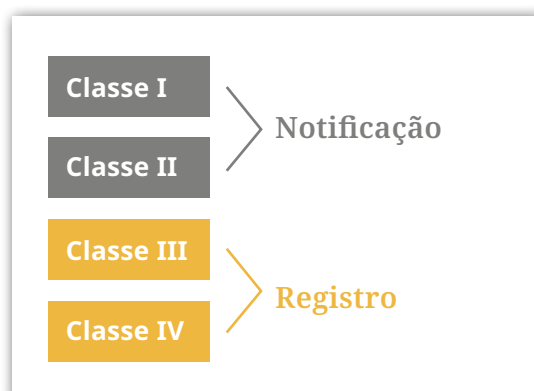 Classe I
Notificação
Classe II
Classe III
Registro
Classe IV